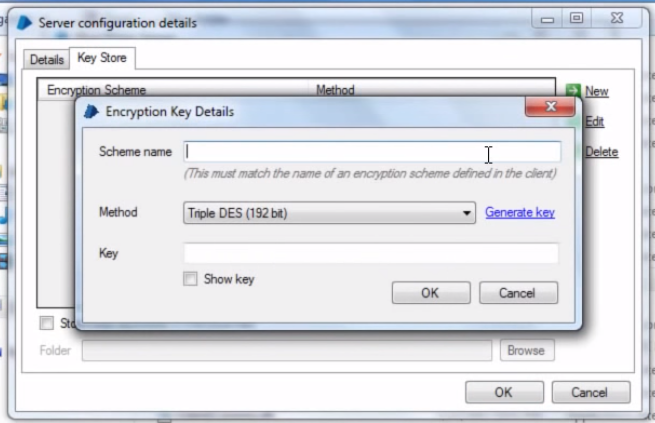 Server configuration details
Details Key Store
Encryption Scheme Method
New
Encryption Key Details
Edit
Scheme name
Delete
(This must match the name of an encryption scheme defined in the client)
Method Triple DES (192 bit) Generate key
Key
Show key
OK Cancel
Folder Browse
OK Cancel